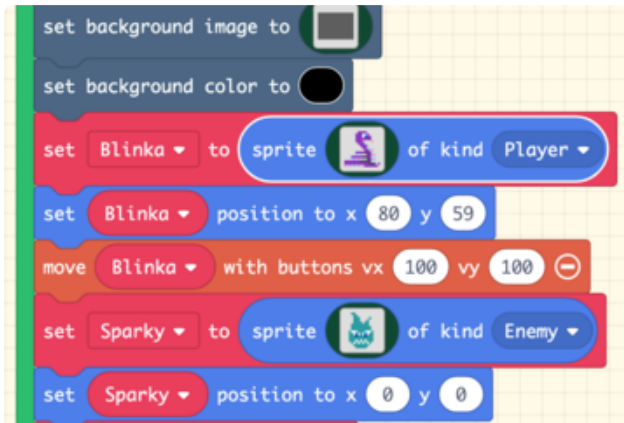 set background image to
set background color to
set Blinka to sprite of kind Player
set Blinka position to x 80 y 59
move Blinka with buttons vx 100 vy 100
set Sparky to sprite of kind Enemy
set Sparky position to x 0 y 0